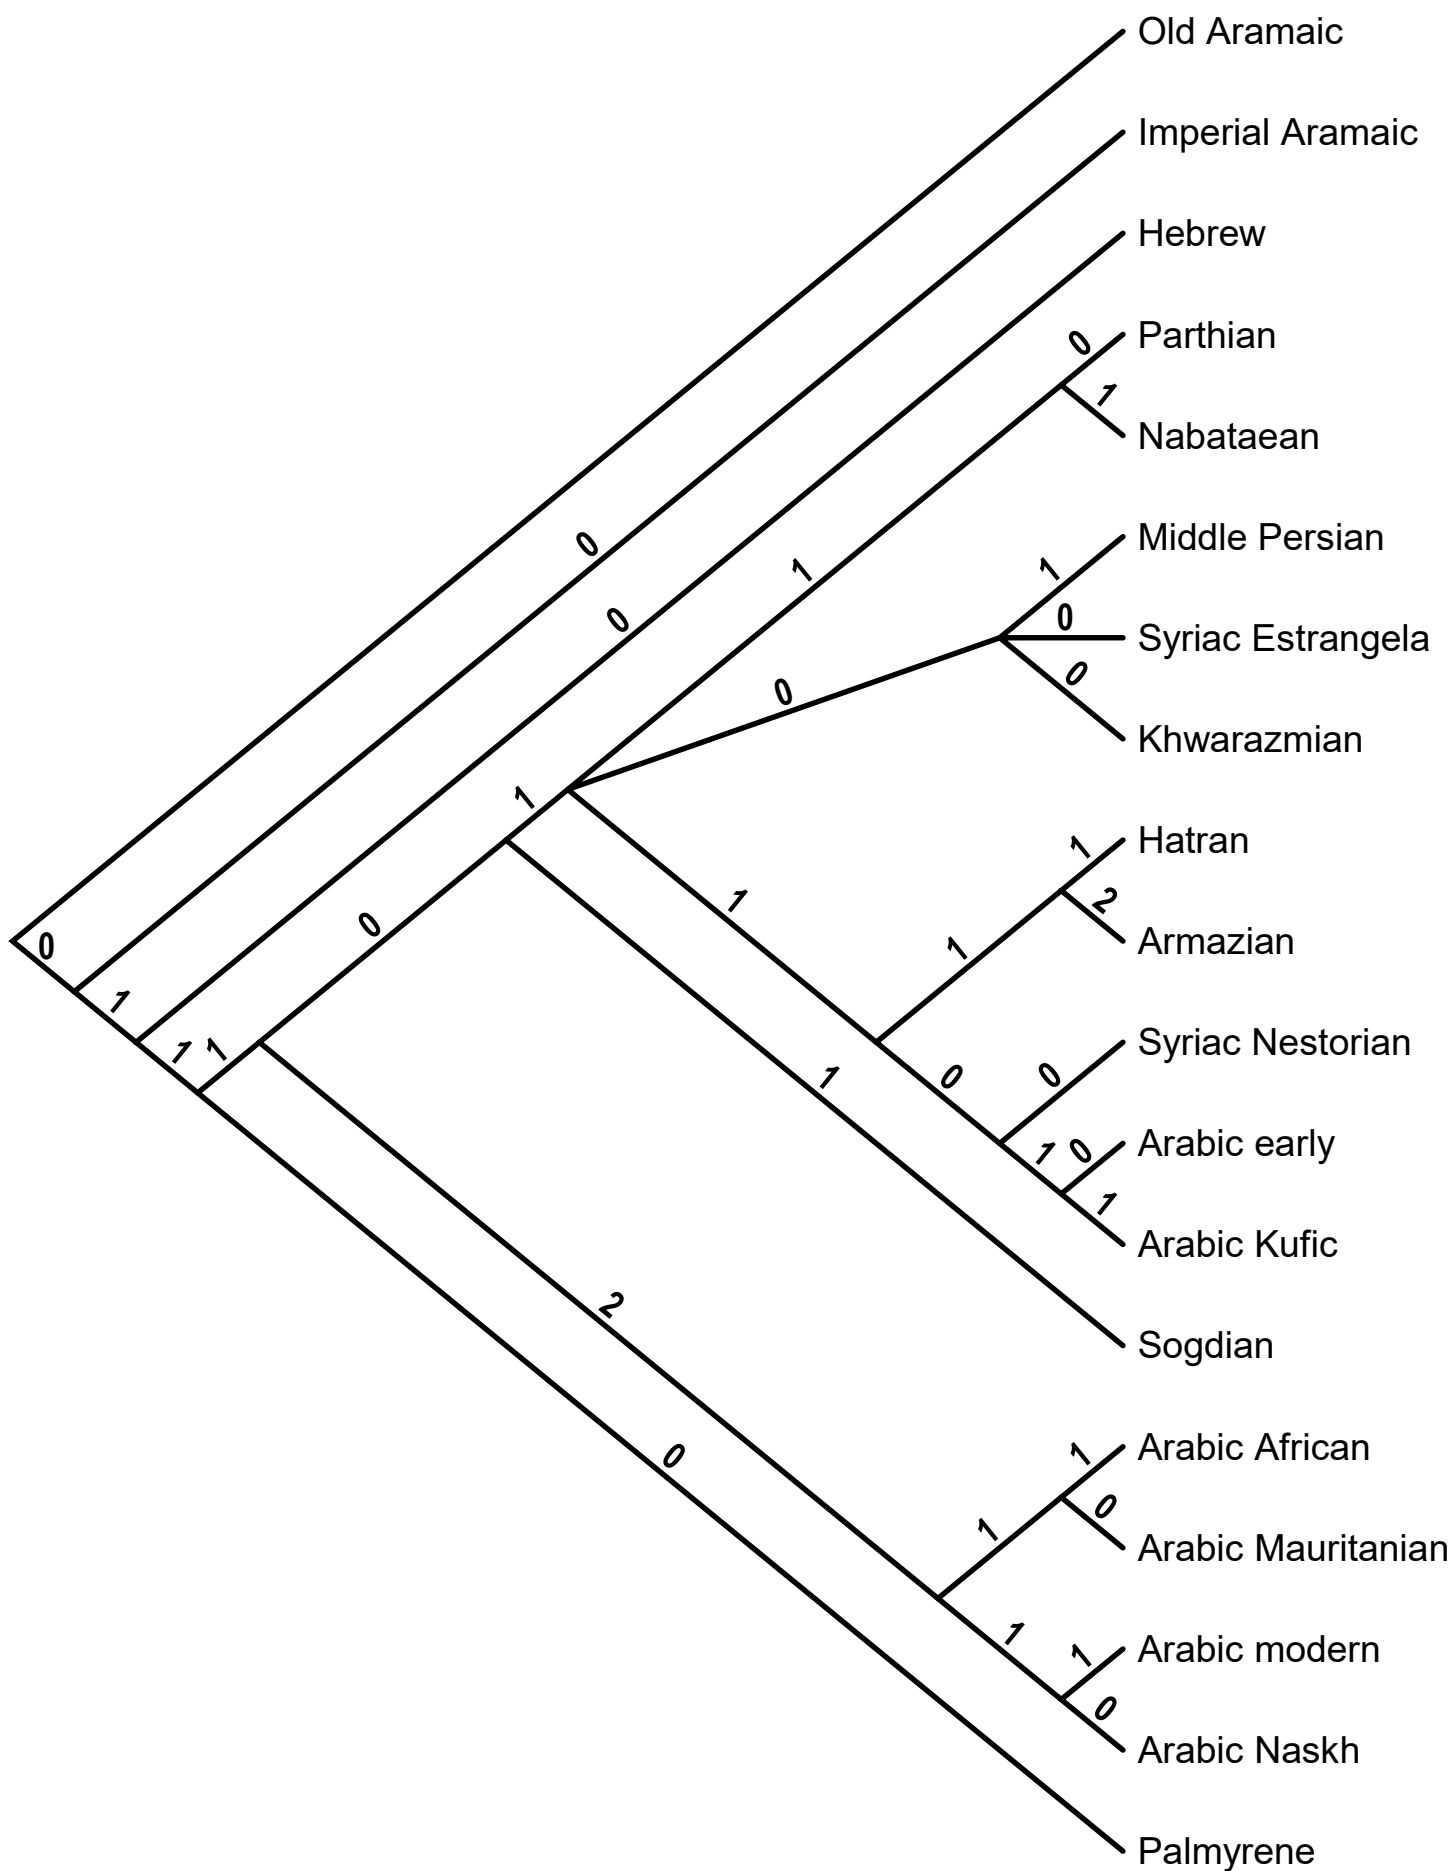 Old Aramaic
Imperial Aramaic
Hebrew
0 Parthian
1
Nabataean
0
1 Middle Persian
1
0
Syriac Estrangela
0
0
0
Khwarazmian
1
1 Hatran
1
2
0
1
Armazian
0
1
Syriac Nestorian
1 1
0
0
1
Arabic early
1 0
1
Arabic Kufic
2
Sogdian
1 Arabic African
0
0
1
Arabic Mauritanian
1
1
Arabic modern
0
Arabic Naskh
Palmyrene